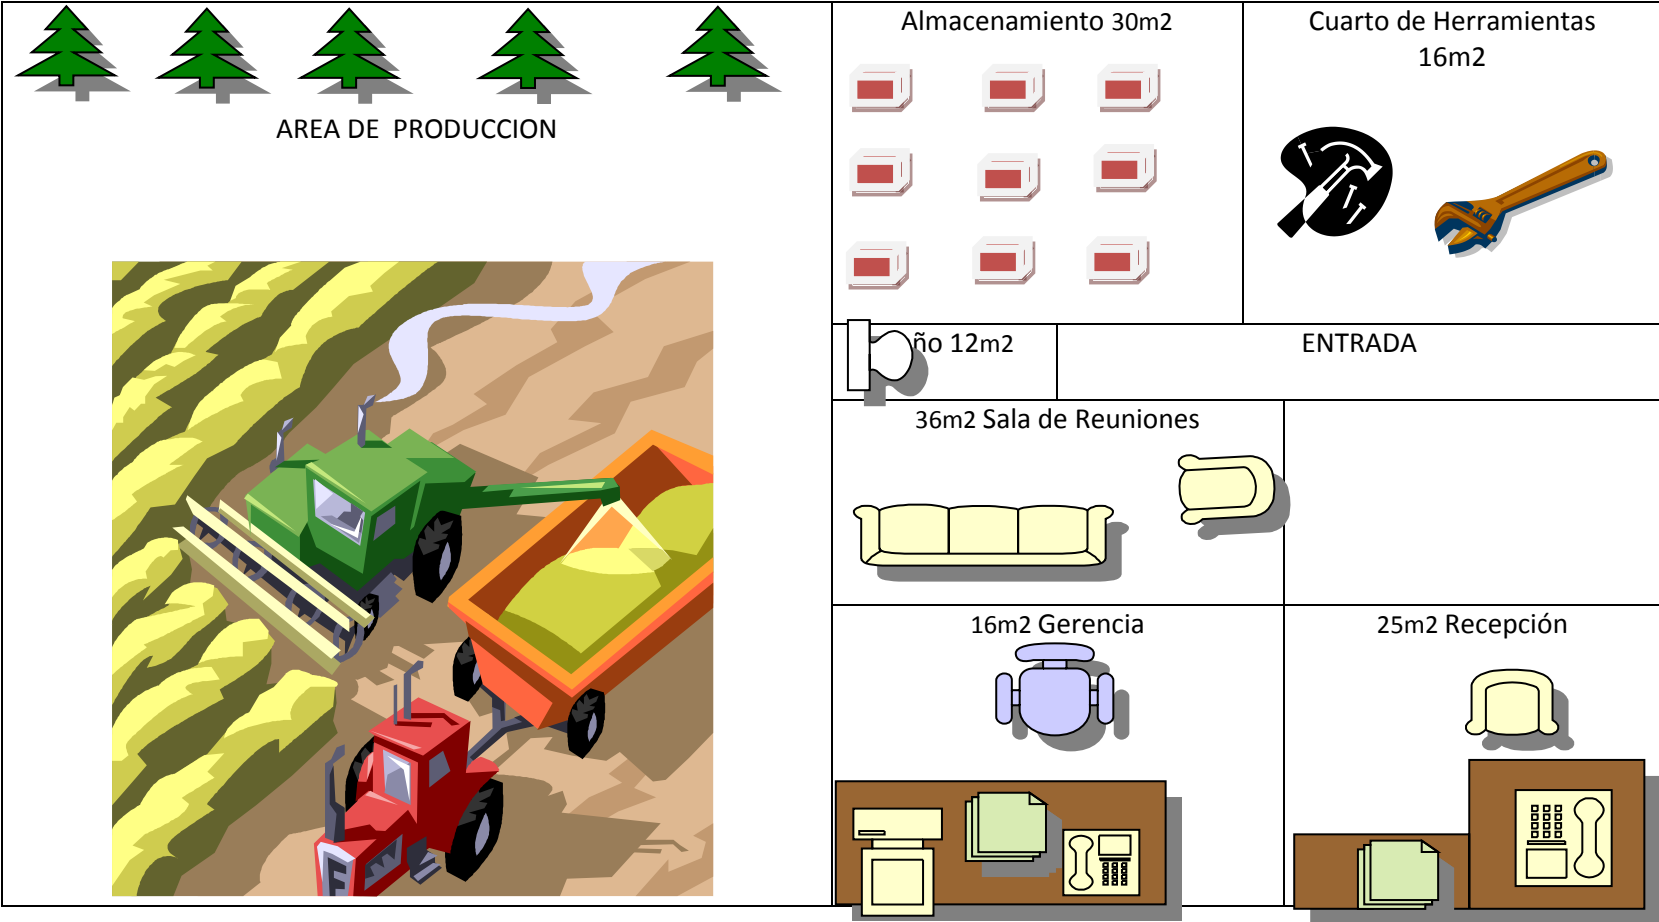 AREA DE  PRODUCCION
Almacenamiento 30m2
Cuarto de Herramientas
16m2
ño 12m2
ENTRADA
36m2 Sala de Reuniones
16m2 Gerencia
25m2 Recepción